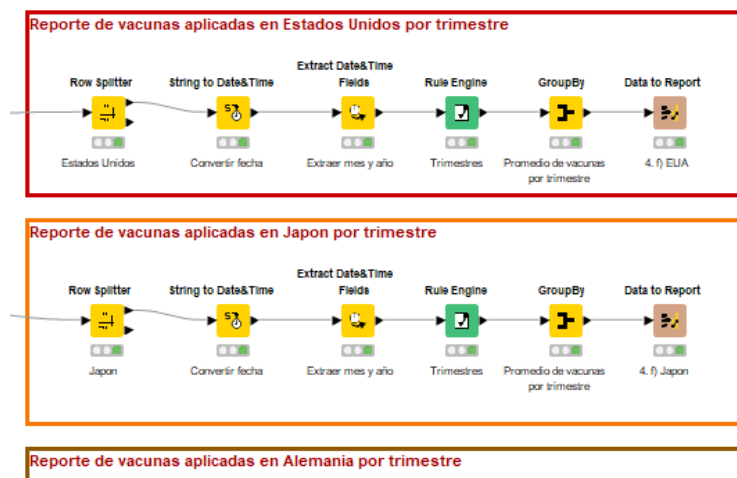 Reporte de vacunas aplicadas en Estados Unidos por trimestre
Extract Date&Time
Row Splitter String to Date&Time Fields Rule Engine GroupBy Data to Report
Estados Unidos Convertir fecha Extraer mes y año Trimestres Promedio de vacunas 4. f) EUA
por trimestre
Reporte de vacunas aplicadas en Japon por trimestre
Extract Date&Time
Row Splitter String to Date&Time Fields Rule Engine GroupBy Data to Report
Japon Convertir fecha Extraer mes y año Trimestres Promedio de vacunas 4. f) Japon
por trimestre
Reporte de vacunas aplicadas en Alemania por trimestre